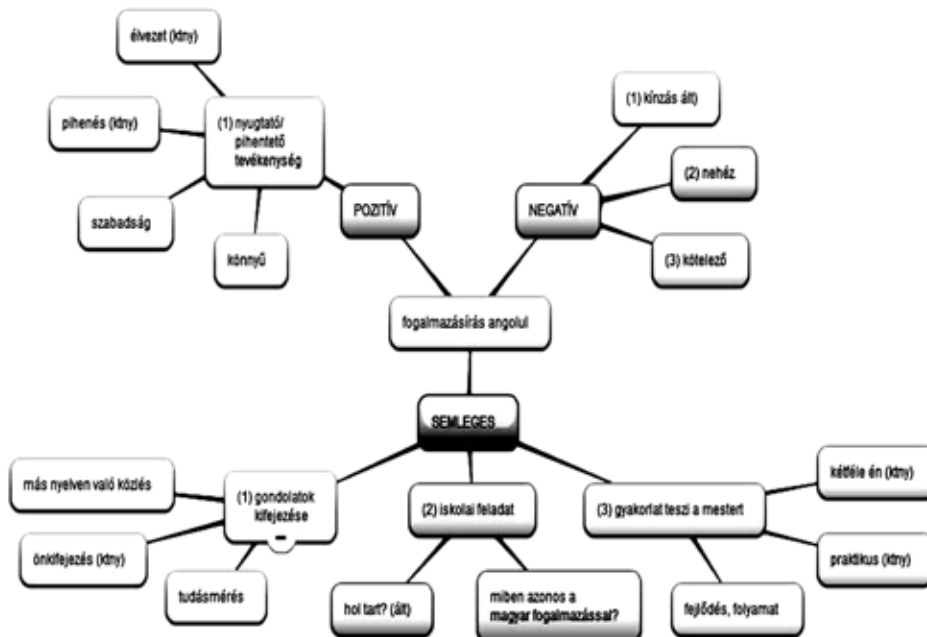 élvezet (ktny)
pihenés (ktny)
(1) nyugtató/
pihentető
tevékenység
szabadság
könnyű
POZITÍV
(1) kínzás ált)
(2) nehéz
NEGATÍV
(3) kötelező
fogalmazásírás angolul
SEMLEGES
más nyelven való közlés
(1) gondolatok
kifejezése
önkifejezés (ktny)
tudásmérés
(2) iskolai feladat
hol tart? (ált)
miben azonos a
magyar fogalmazással?
(3) gyakorlat teszi a mestert
kétféle én (ktny)
praktikus (ktny)
fejlődés, folyamat